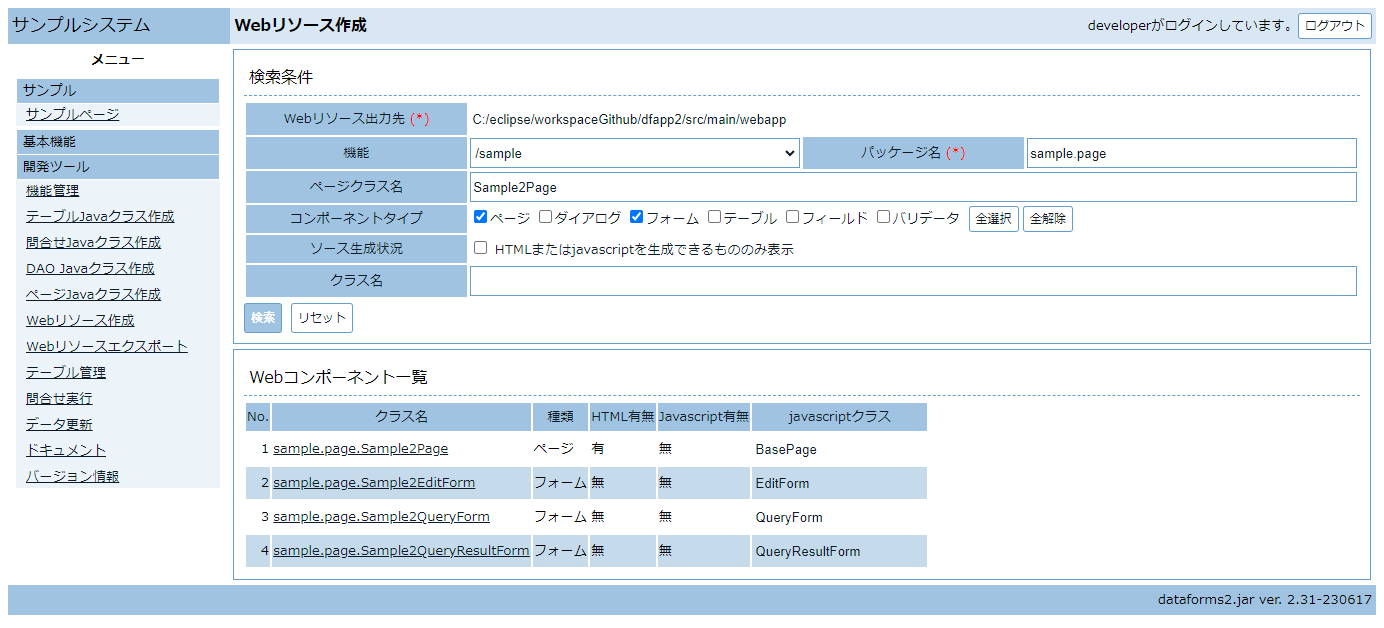 サンプルシステム
Webリソース作成
developerがログインしています。 ログアウト
メニュー
サンプル
サンプルページ
基本機能
開発ツール
機能管理
テーブルJavaクラス作成
問合せJavaクラス作成
DAO Javaクラス作成
ページJavaクラス作成
Webリソース作成
Webリソースエクスポート
テーブル管理
問合せ実行
データ更新
ドキュメント
バージョン情報
検索条件
Webリソース出力先 (*) C:/eclipse/workspaceGithub/dfapp2/src/main/webapp
機能 /sample パッケージ名 (*) sample.page
ページクラス名 Sample2Page
コンポーネントタイプ ページ ダイアログ フォーム テーブル フィールド バリデータ 全選択 全解除
ソース生成状況 HTMLまたはjavascriptを生成できるもののみ表示
クラス名
検索 リセット
Webコンポーネント一覧
No. クラス名 種類 HTML有無 Javascript有無 javascriptクラス
1 sample.page.Sample2Page ページ 有 無 BasePage
2 sample.page.Sample2EditForm フォーム 無 無 EditForm
3 sample.page.Sample2QueryForm フォーム 無 無 QueryForm
4 sample.page.Sample2QueryResultForm フォーム 無 無 QueryResultForm
dataforms2.jar ver. 2.31-230617